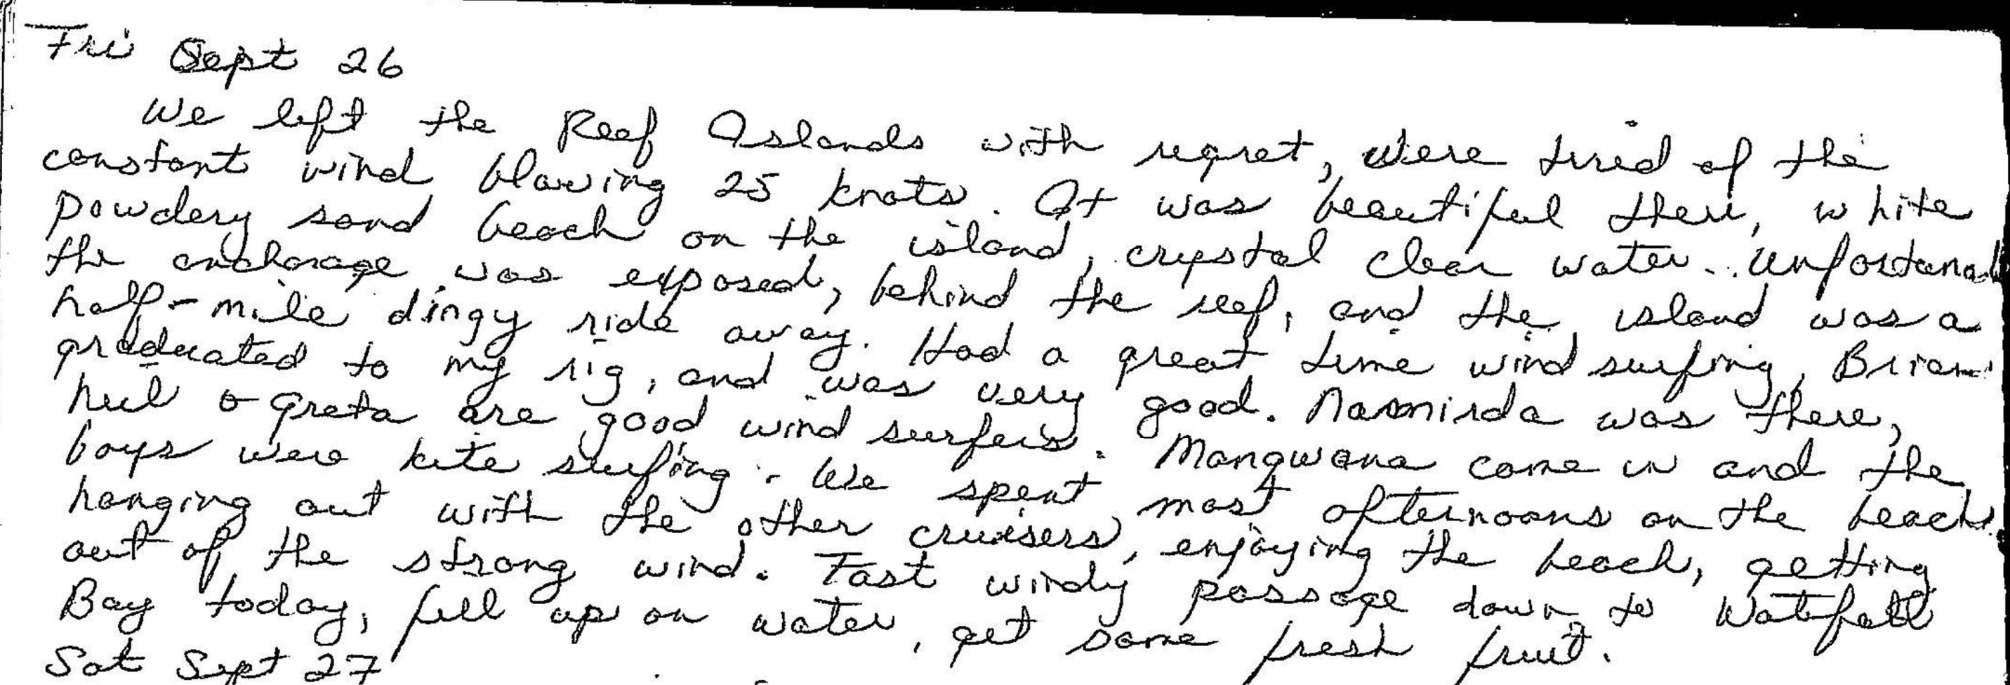 Fri Sept 26
We left the Reef Islands with regret, were tired of the
constant wind blowing 25 knots. It was beautiful there, white
powdery sand beach on the island, crystal clear water. Unfortunatel
the anchorage was exposed, behind the reef, and the island was a
half-mile dingy ride away. Had a great time wind surfing, Brian
graduated to my rig, and was very good. was there,
& Greta are good wind surfers. Mangwana came in and the
boys were kite surfing. We spent most afternoons on the beach
hanging out with the other cruisers, enjoying the beach, getting
out of the strong wind. Fast windy passage down to Waterfall
Bay today, fill up on water, get some fresh fruit.
Sat Sept 27